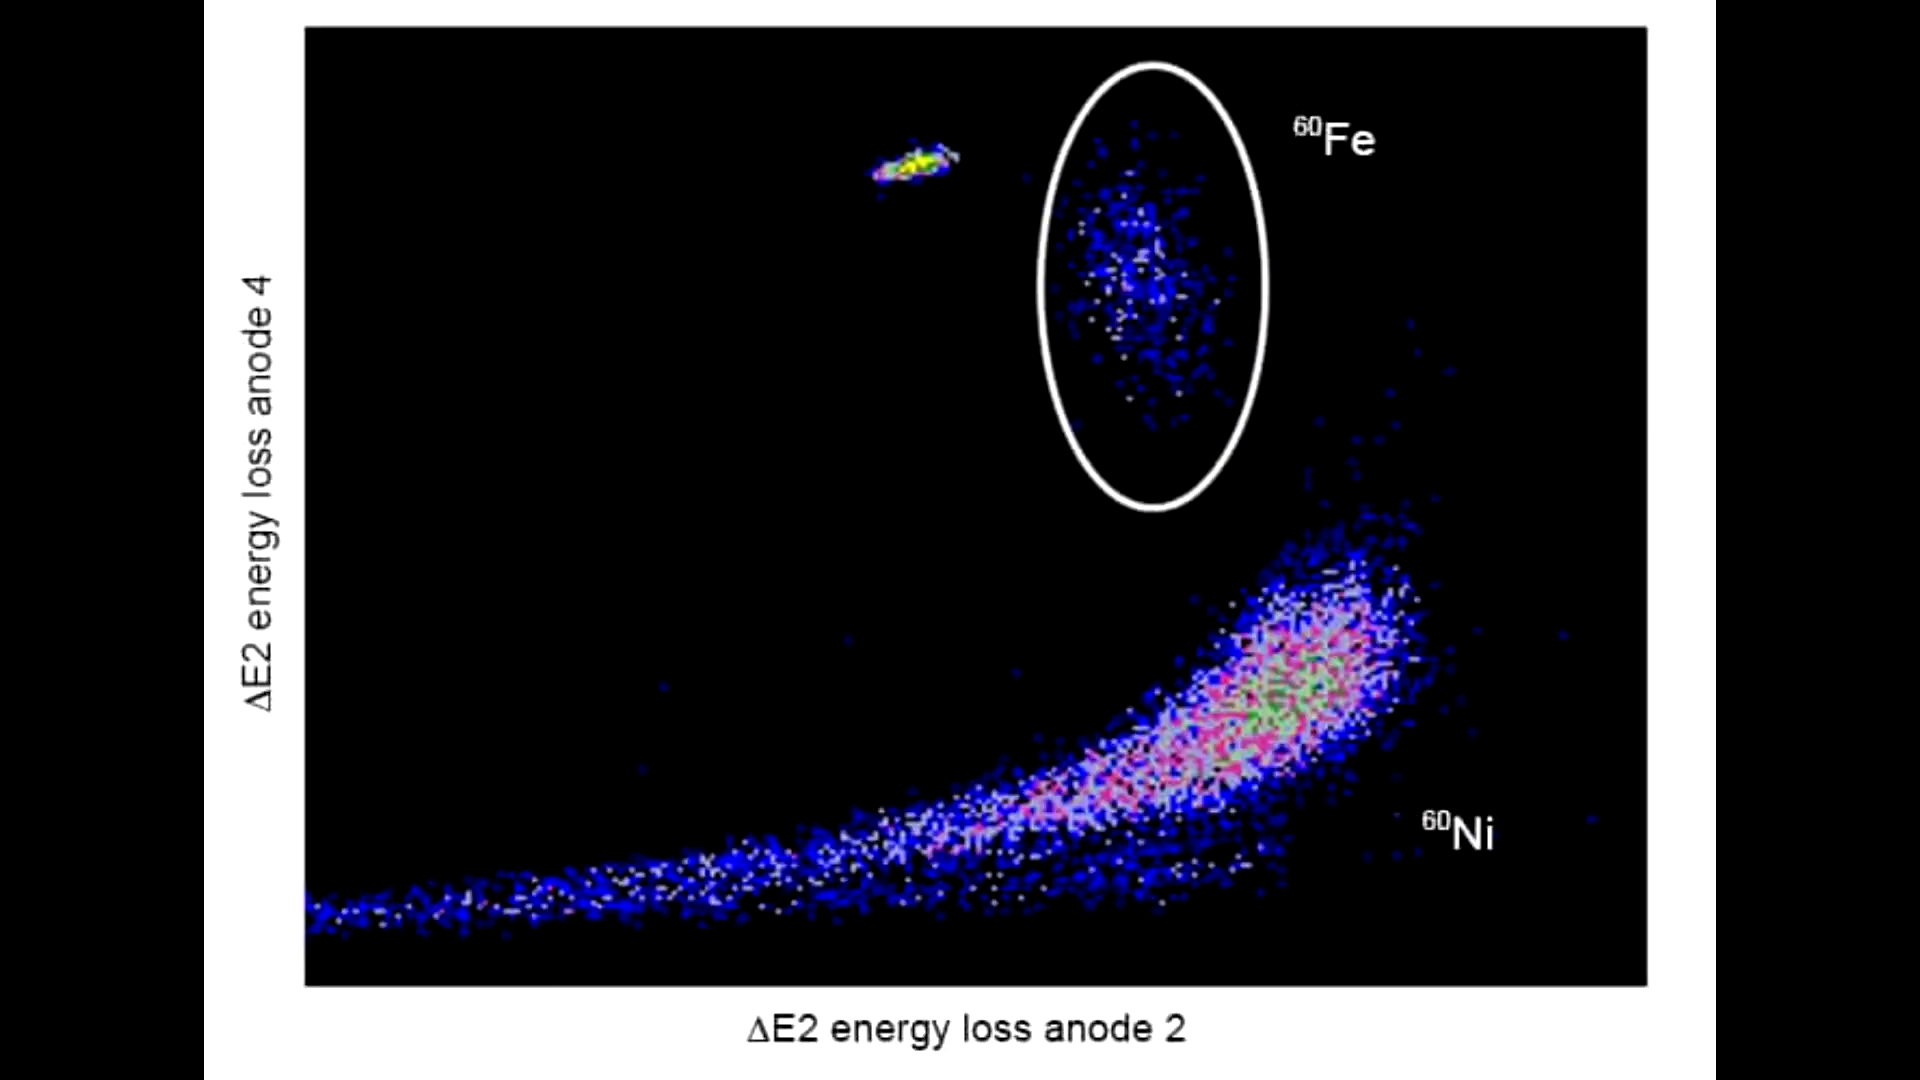 ⁶⁰Fe
ΔE2 energy loss anode 4
⁶⁰Ni
ΔE2 energy loss anode 2